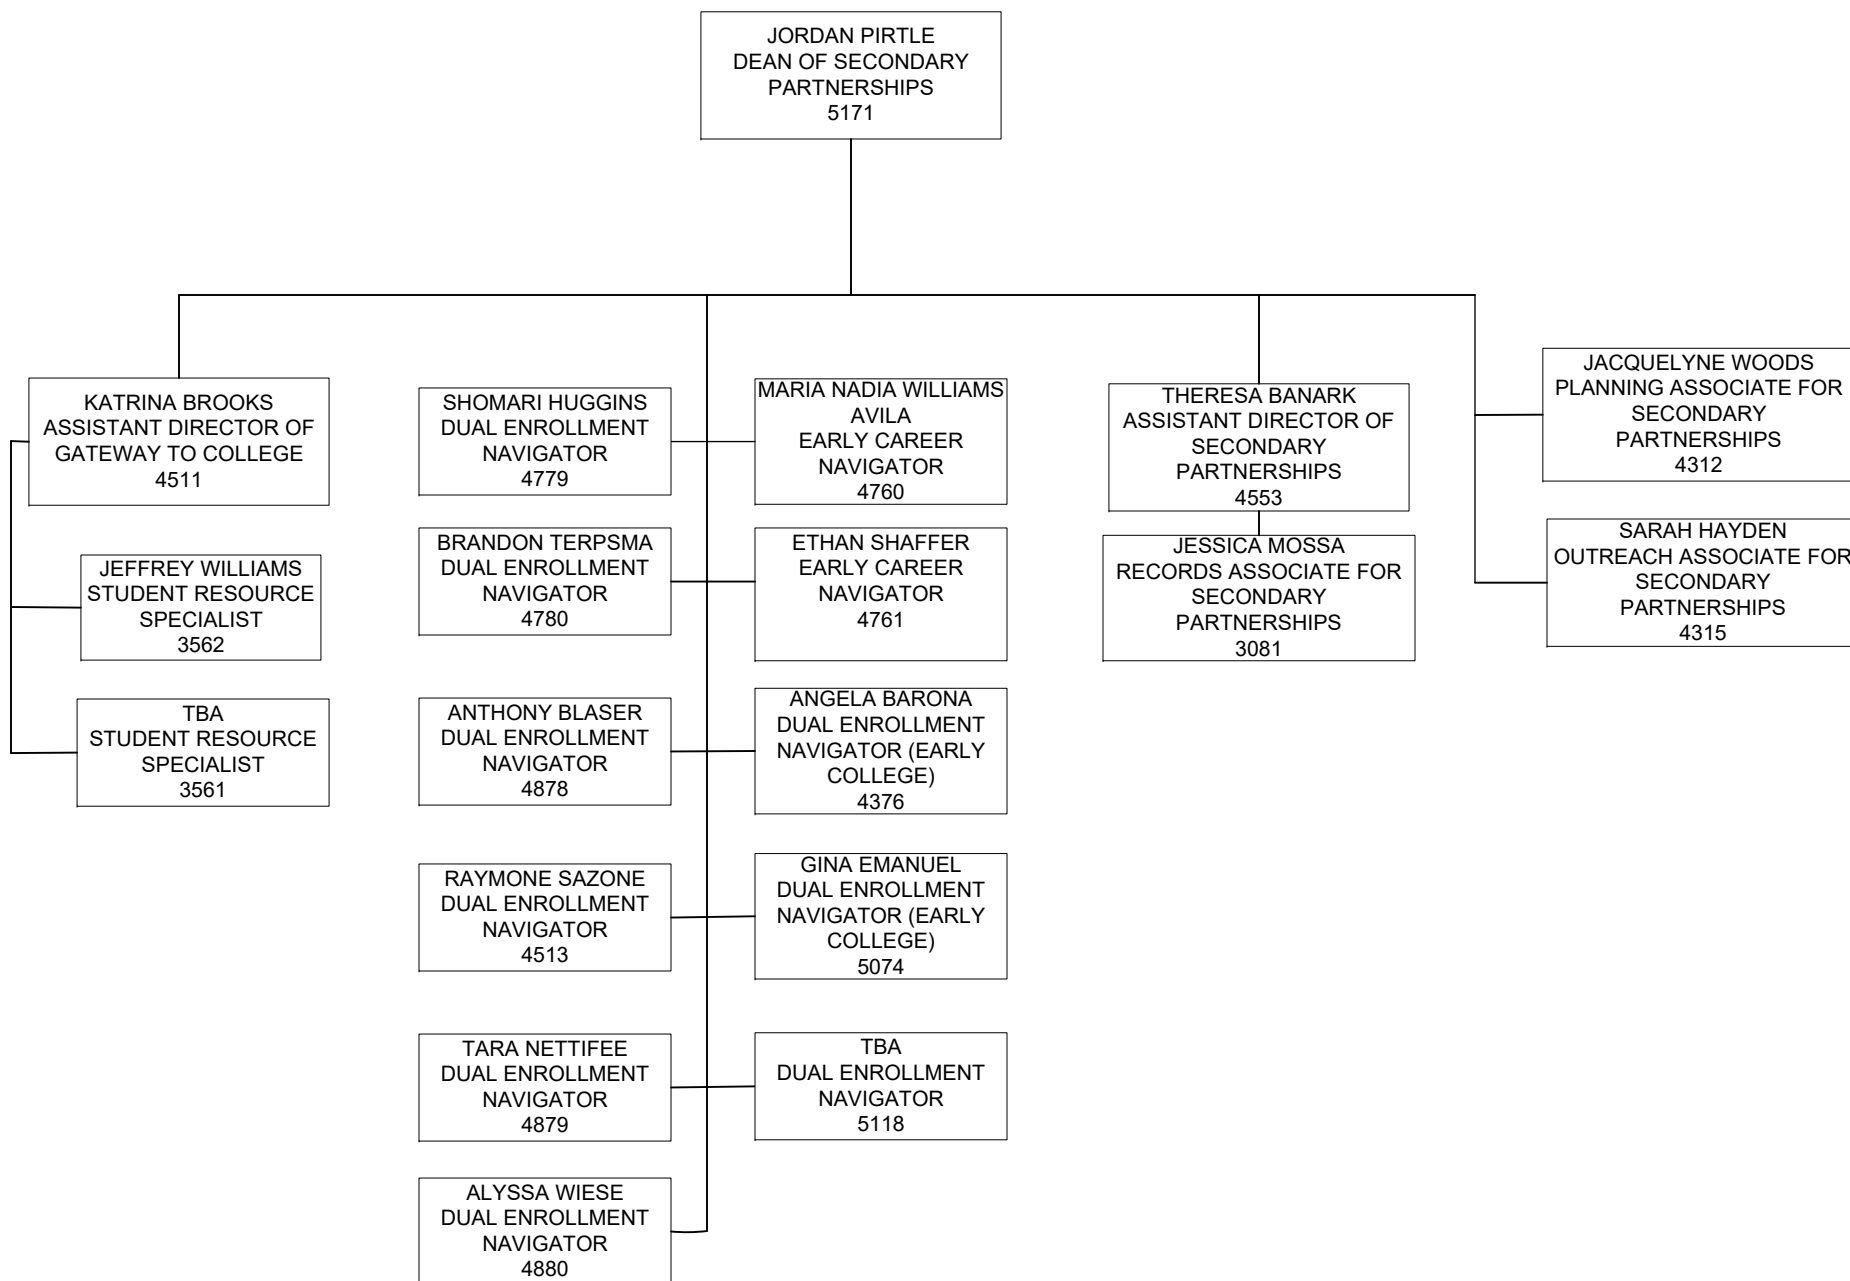 JORDAN PIRTLE
DEAN OF SECONDARY
PARTNERSHIPS
5171
KATRINA BROOKS
ASSISTANT DIRECTOR OF
GATEWAY TO COLLEGE
4511
JEFFREY WILLIAMS
STUDENT RESOURCE
SPECIALIST
3562
TBA
STUDENT RESOURCE
SPECIALIST
3561
SHOMARI HUGGINS
DUAL ENROLLMENT
NAVIGATOR
4779
BRANDON TERPSMA
DUAL ENROLLMENT
NAVIGATOR
4780
ANTHONY BLASER
DUAL ENROLLMENT
NAVIGATOR
4878
RAYMONE SAZONE
DUAL ENROLLMENT
NAVIGATOR
4513
TARA NETTIFEE
DUAL ENROLLMENT
NAVIGATOR
4879
ALYSSA WIESE
DUAL ENROLLMENT
NAVIGATOR
4880
MARIA NADIA WILLIAMS
AVILA
EARLY CAREER
NAVIGATOR
4760
ETHAN SHAFFER
EARLY CAREER
NAVIGATOR
4761
ANGELA BARONA
DUAL ENROLLMENT
NAVIGATOR (EARLY
COLLEGE)
4376
GINA EMANUEL
DUAL ENROLLMENT
NAVIGATOR (EARLY
COLLEGE)
5074
TBA
DUAL ENROLLMENT
NAVIGATOR
5118
THERESA BANARK
ASSISTANT DIRECTOR OF
SECONDARY
PARTNERSHIPS
4553
JESSICA MOSSA
RECORDS ASSOCIATE FOR
SECONDARY
PARTNERSHIPS
3081
JACQUELYNE WOODS
PLANNING ASSOCIATE FOR
SECONDARY
PARTNERSHIPS
4312
SARAH HAYDEN
OUTREACH ASSOCIATE FOR
SECONDARY
PARTNERSHIPS
4315